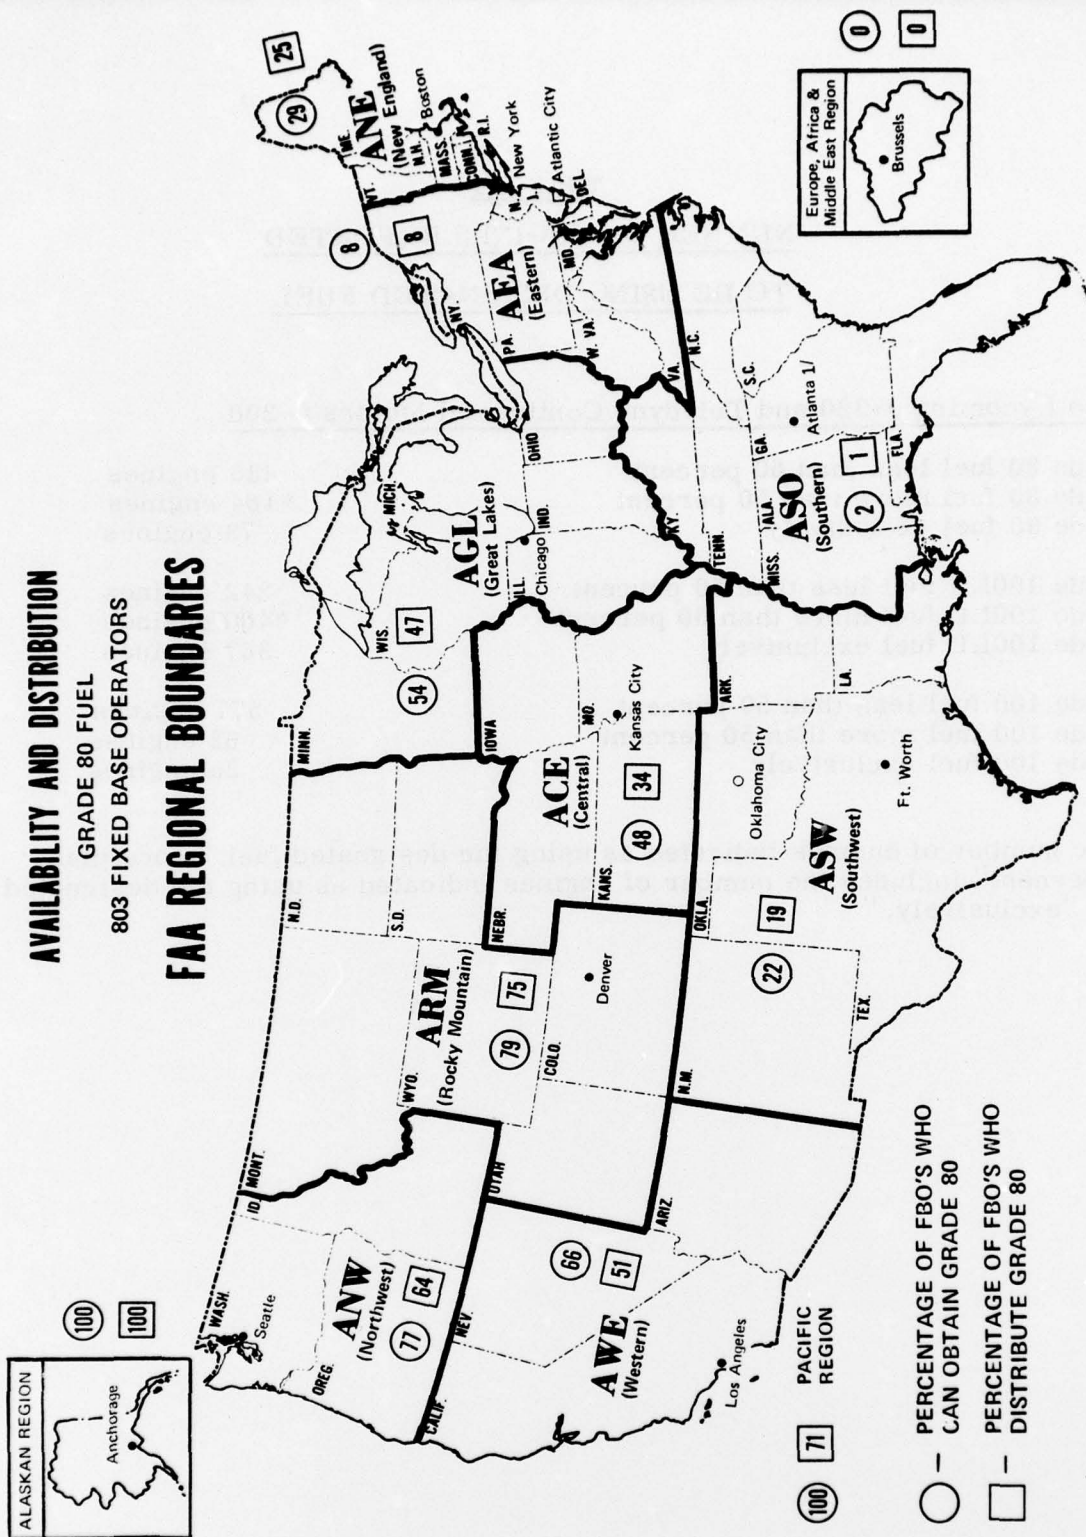 AVAILABILITY AND DISTRIBUTION
GRADE 80 FUEL
803 FIXED BASE OPERATORS
FAA REGIONAL BOUNDARIES
ALASKAN REGION
Anchorage
100
100
WASH.
Seatle
ID.
MONT.
N.D.
MINN.
OREG.
ANW
(Northwest)
77
64
WYO.
ARM
(Rocky Mountain)
79
75
S.D.
NEBR.
WIS.
MICH.
54
47
AGL
(Great Lakes)
IOWA
ILL.
Chicago
IND.
OHIO
8
8
NY.
PA.
AEA
(Eastern)
VT.
ME.
29
25
ANE
(New England)
N.H.
Boston
MASS.
CONN.
R.I.
New York
N.
J.
Atlantic City
DEL.
MD.
W. VA.
VA.
CALIF.
NEV.
UTAH
COLO.
Denver
ACE
(Central)
48
34
KAMS.
MO.
Kansas City
KY
TENN.
N.C.
S.C.
AWE
(Western)
66
51
Los Angeles
ARIZ.
N.M.
OKLA.
Oklahoma City
ARK.
22
19
ASW
(Southwest)
TEX.
Ft. Worth
LA.
MISS.
ALA.
GA.
Atlanta 1/
ASO
(Southern)
2
1
FLA.
Europe, Africa &
Middle East Region
Brussels
0
0
100
71
PACIFIC
REGION
– PERCENTAGE OF FBO'S WHO
CAN OBTAIN GRADE 80
– PERCENTAGE OF FBO'S WHO
DISTRIBUTE GRADE 80